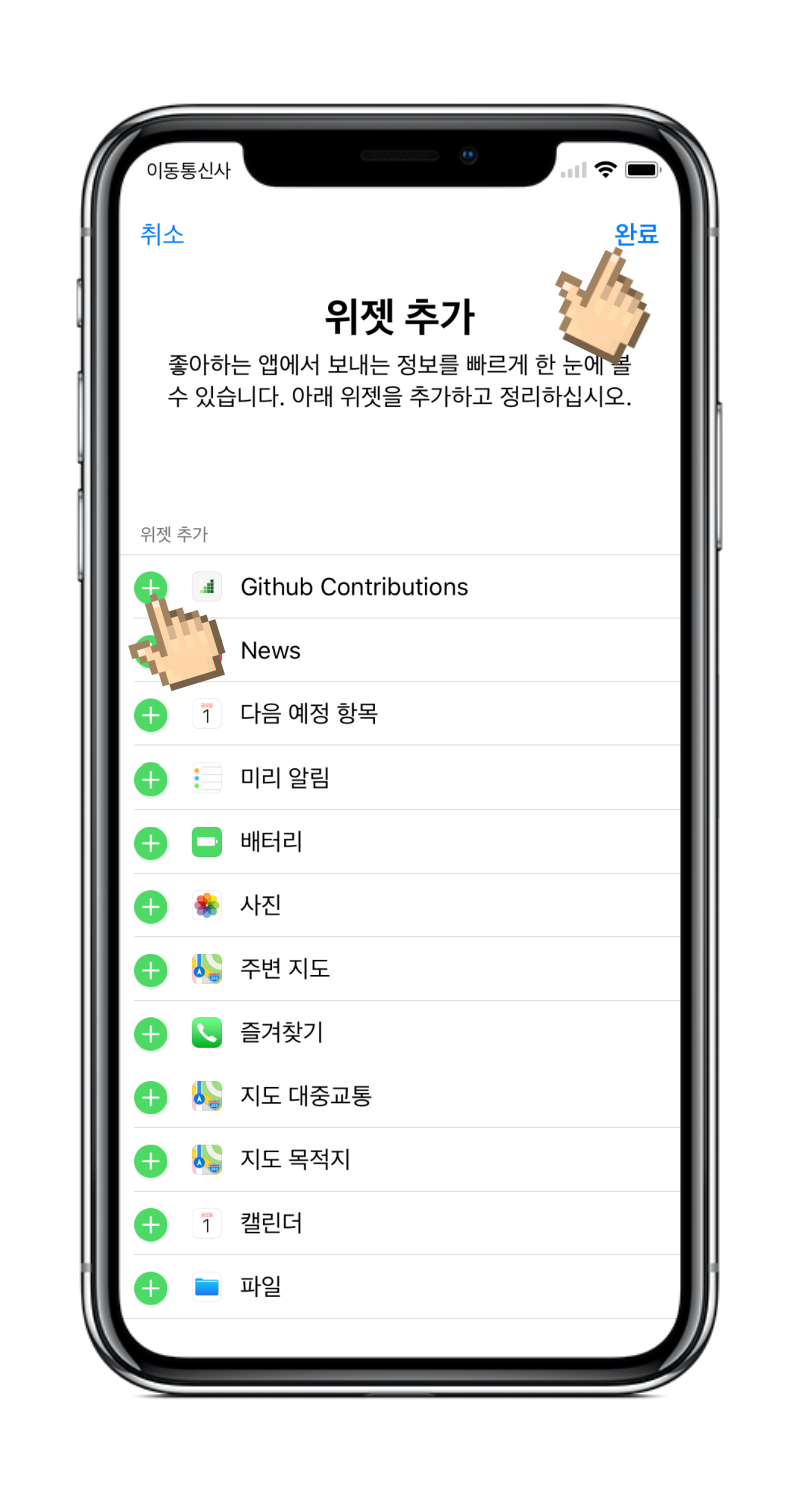 이동통신사
취소
완료
위젯 추가
좋아하는 앱에서 보내는 정보를 빠르게 한 눈에 볼
수 있습니다. 아래 위젯을 추가하고 정리하십시오.
위젯 추가
Github Contributions
News
1
다음 예정 항목
미리 알림
배터리
사진
주변 지도
즐겨찾기
지도 대중교통
지도 목적지
1
캘린더
파일